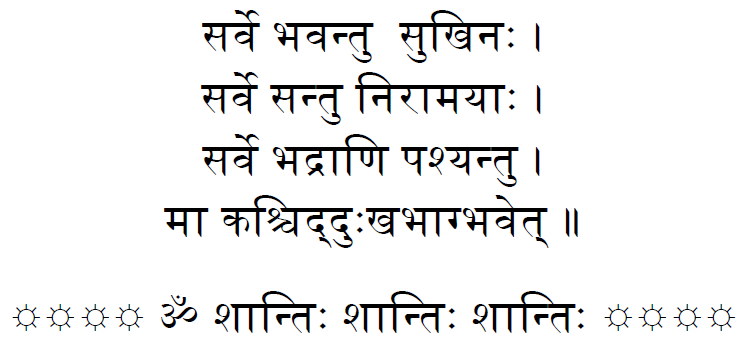 सर्वे भवन्तु सुखिनः ।
सर्वे सन्तु निरामयाः ।
सर्वे भद्राणि पश्यन्तु ।
मा कश्चिद्‌दुःखभाग्भवेत् ॥
☼☼☼☼ ॐ शान्तिः शान्तिः शान्तिः ☼☼☼☼